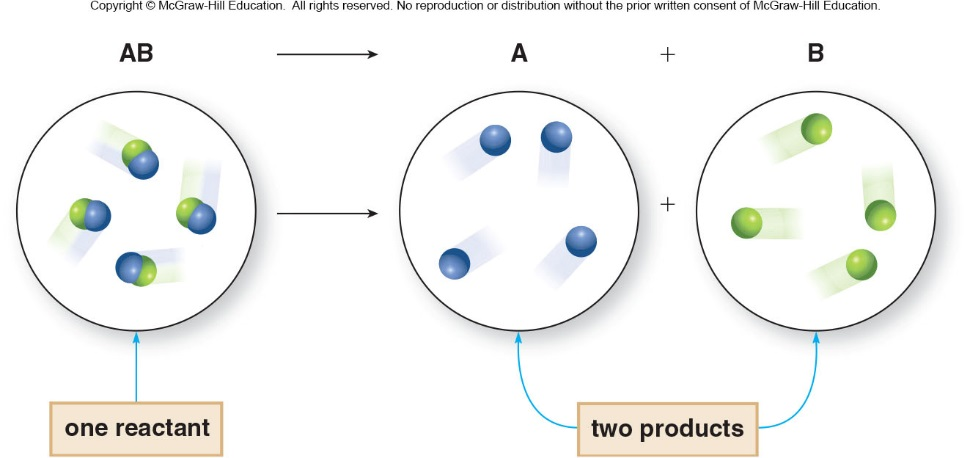 Copyright © McGraw-Hill Education. All rights reserved. No reproduction or distribution without the prior written consent of McGraw-Hill Education.
AB ⟶ A + B
⟶ +
one reactant
two products